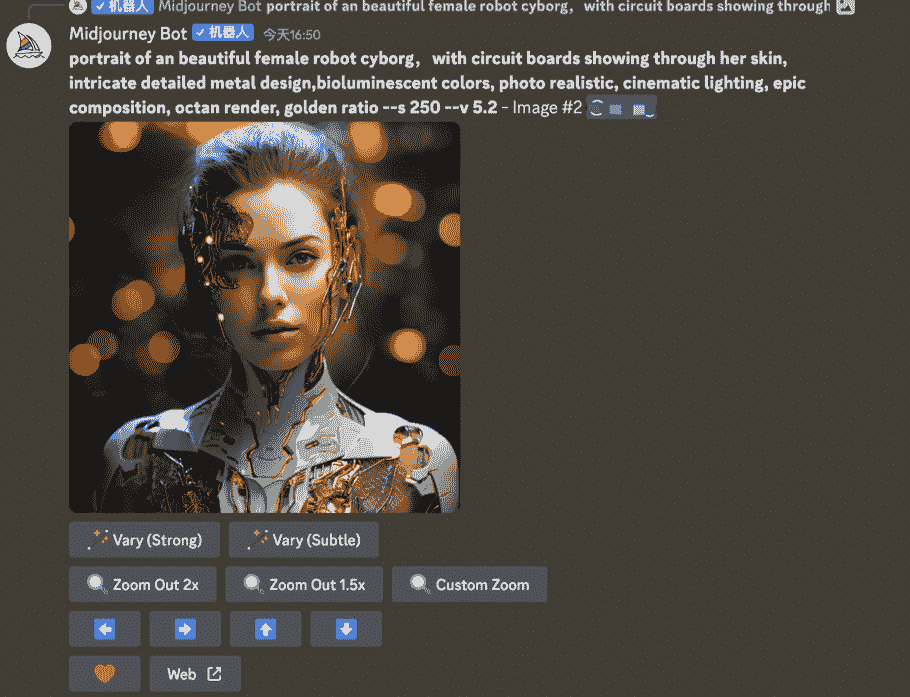 ✓ 机器人 Midjourney Bot portrait of an beautiful female robot cyborg，with circuit boards showing through
Midjourney Bot ✓ 机器人 今天16:50
portrait of an beautiful female robot cyborg，with circuit boards showing through her skin,
intricate detailed metal design,bioluminescent colors, photo realistic, cinematic lighting, epic
composition, octan render, golden ratio --s 250 --v 5.2 - Image #2
Vary (Strong) Vary (Subtle)
Zoom Out 2x Zoom Out 1.5x Custom Zoom
Web